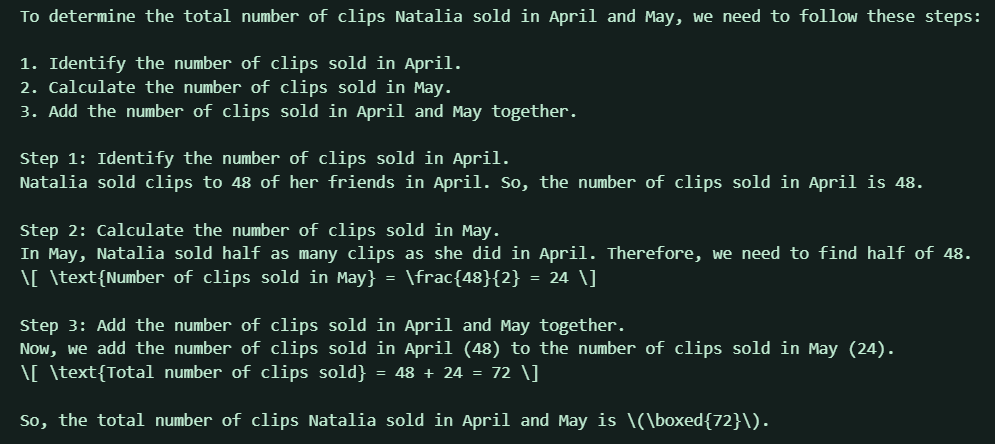 To determine the total number of clips Natalia sold in April and May, we need to follow these steps:
1. Identify the number of clips sold in April.
2. Calculate the number of clips sold in May.
3. Add the number of clips sold in April and May together.
Step 1: Identify the number of clips sold in April.
Natalia sold clips to 48 of her friends in April. So, the number of clips sold in April is 48.
Step 2: Calculate the number of clips sold in May.
In May, Natalia sold half as many clips as she did in April. Therefore, we need to find half of 48.
\[ \text{Number of clips sold in May} = \frac{48}{2} = 24 \]
Step 3: Add the number of clips sold in April and May together.
Now, we add the number of clips sold in April (48) to the number of clips sold in May (24).
\[ \text{Total number of clips sold} = 48 + 24 = 72 \]
So, the total number of clips Natalia sold in April and May is \(\boxed{72}\).